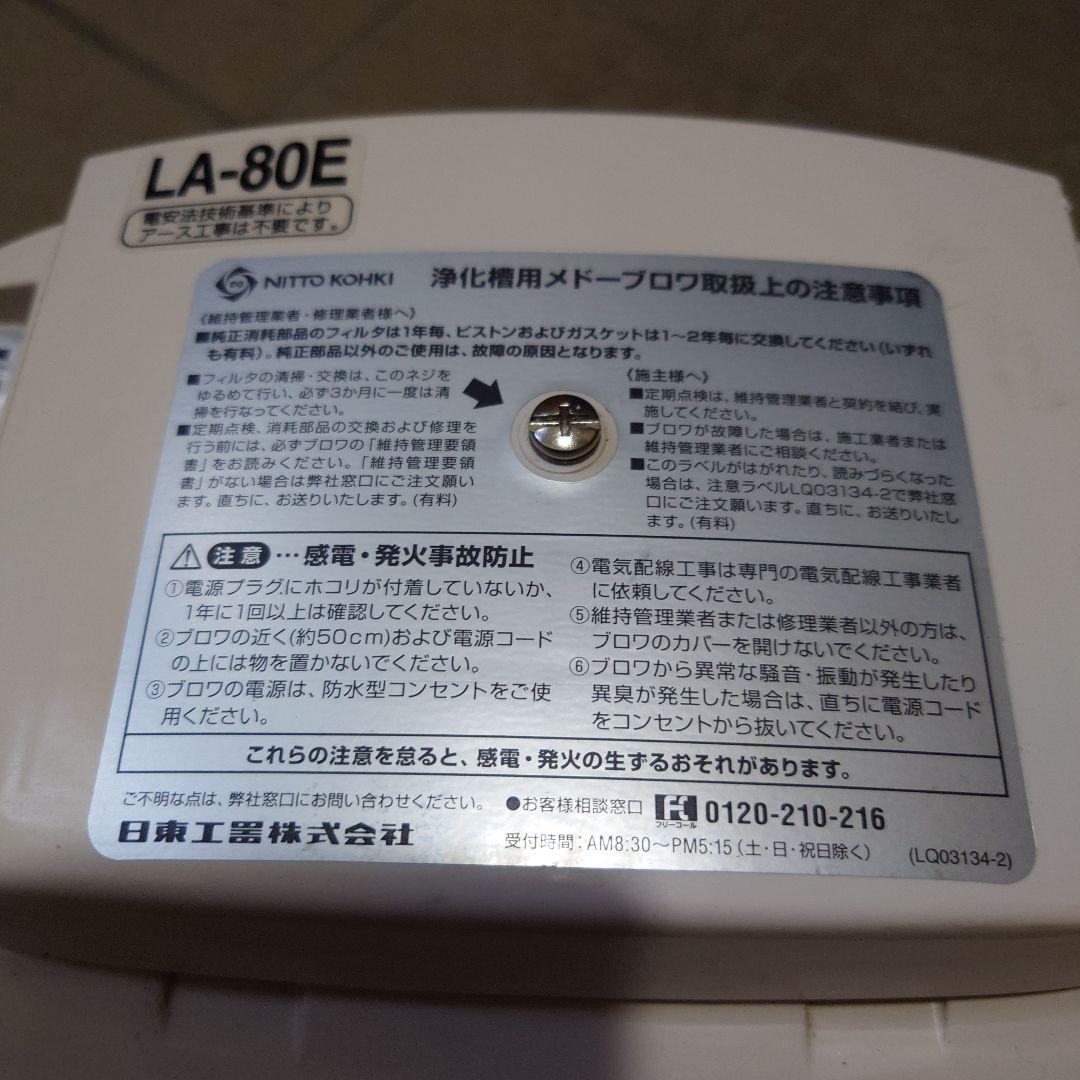 LA-80E
電安法技術基準により
アース工事は不要です。
NITTO KOHKI 浄化槽用メドーブロワ取扱上の注意事項
《維持管理業者・修理業者様へ》
■純正消耗部品のフィルタは1年毎、ピストンおよびガスケットは1〜2年毎に交換してください(いずれ
も有料)。純正部品以外のご使用は、故障の原因となります。
■フィルタの清掃・交換は、このネジを
ゆるめて行い、必ず3か月に一度は清
掃を行なってください。
■定期点検、消耗部品の交換および修理を
行う前には、必ずブロワの「維持管理要領
書」をお読みください。「維持管理要領
書」がない場合は弊社窓口にご注文願い
ます。直ちに、お送りいたします。(有料)
《施主様へ》
■定期点検は、維持管理業者と契約を結び、実
施してください。
■ブロワが故障した場合は、施工業者または
維持管理業者にご相談ください。
■このラベルがはがれたり、読みづらくなった
場合は、注意ラベルLQ03134-2で弊社窓
口にご注文願います。直ちに、お送りいたし
ます。(有料)
注意…感電・発火事故防止
①電源プラグにホコリが付着していないか、
1年に1回以上は確認してください。
②ブロワの近く(約50cm)および電源コード
の上には物を置かないでください。
③ブロワの電源は、防水型コンセントをご使
用ください。
④電気配線工事は専門の電気配線工事業者
に依頼してください。
⑤維持管理業者または修理業者以外の方は、
ブロワのカバーを開けないでください。
⑥ブロワから異常な騒音・振動が発生したり
異臭が発生した場合は、直ちに電源コード
をコンセントから抜いてください。
これらの注意を怠ると、感電・発火の生ずるおそれがあります。
ご不明な点は、弊社窓口にお問い合わせください。
日東工器株式会社
●お客様相談窓口 フリーコール 0120-210-216
受付時間：AM8:30〜PM5:15(土・日・祝日除く)
(LQ03134-2)